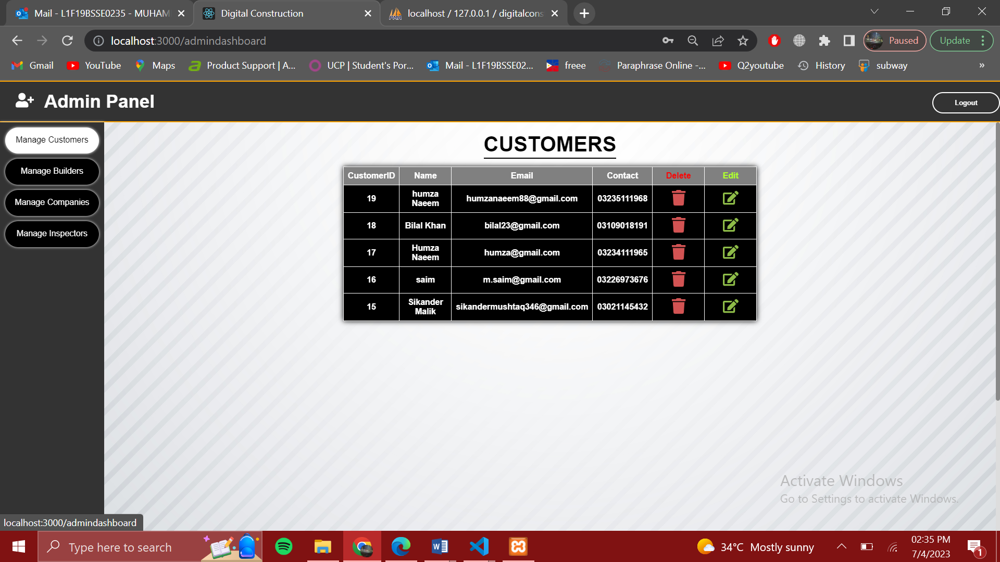 Mail - L1F19BSSE0235 - MUHAM
Digital Construction
localhost / 127.0.0.1 / digitalcons
localhost:3000/admindashboard
Paused
Update
Gmail
YouTube
Maps
Product Support | A...
UCP | Student's Por...
Mail - L1F19BSSE02...
freee
Paraphrase Online -...
Q2youtube
History
subway
»
Admin Panel
Logout
Manage Customers
Manage Builders
Manage Companies
Manage Inspectors
CUSTOMERS
CustomerID Name Email Contact Delete Edit
19 humza Naeem humzanaeem88@gmail.com 03235111968
18 Bilal Khan bilal23@gmail.com 03109018191
17 Humza Naeem humza@gmail.com 03234111965
16 saim m.saim@gmail.com 03226973676
15 Sikander Malik sikandermushtaq346@gmail.com 03021145432
Activate Windows
Go to Settings to activate Windows.
localhost:3000/admindashboard
Type here to search
34°C Mostly sunny
02:35 PM
7/4/2023
1